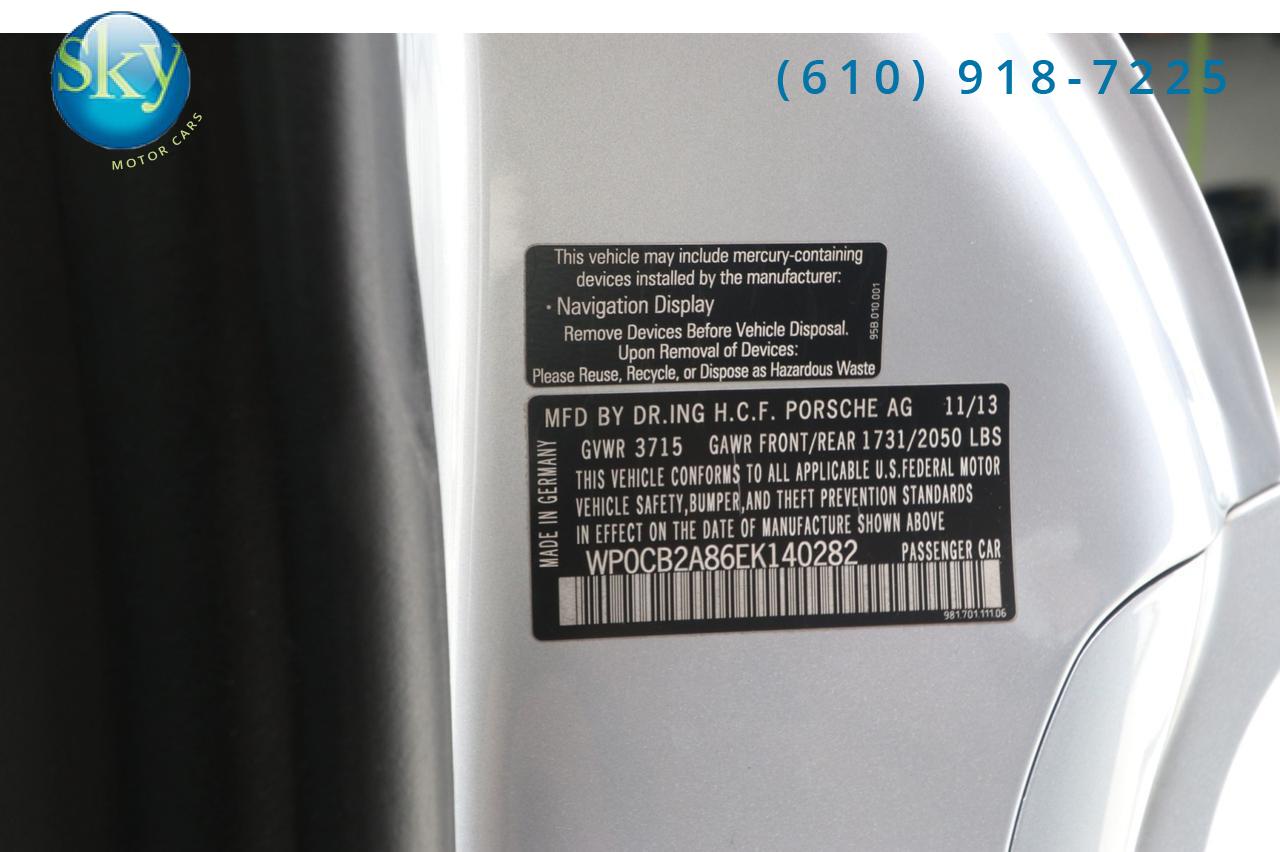 Sky
MOTOR CARS
(610) 918-7225
This vehicle may include mercury-containing
devices installed by the manufacturer:
· Navigation Display
Remove Devices Before Vehicle Disposal.
Upon Removal of Devices:
Please Reuse, Recycle, or Dispose as Hazardous Waste
95B.010.001
MFD BY DR.ING H.C.F. PORSCHE AG 11/13
GVWR 3715 GAWR FRONT/REAR 1731/2050 LBS
THIS VEHICLE CONFORMS TO ALL APPLICABLE U.S.FEDERAL MOTOR
VEHICLE SAFETY,BUMPER,AND THEFT PREVENTION STANDARDS
IN EFFECT ON THE DATE OF MANUFACTURE SHOWN ABOVE
WP0CB2A86EK140282 PASSENGER CAR
MADE IN GERMANY
981.701.111.06